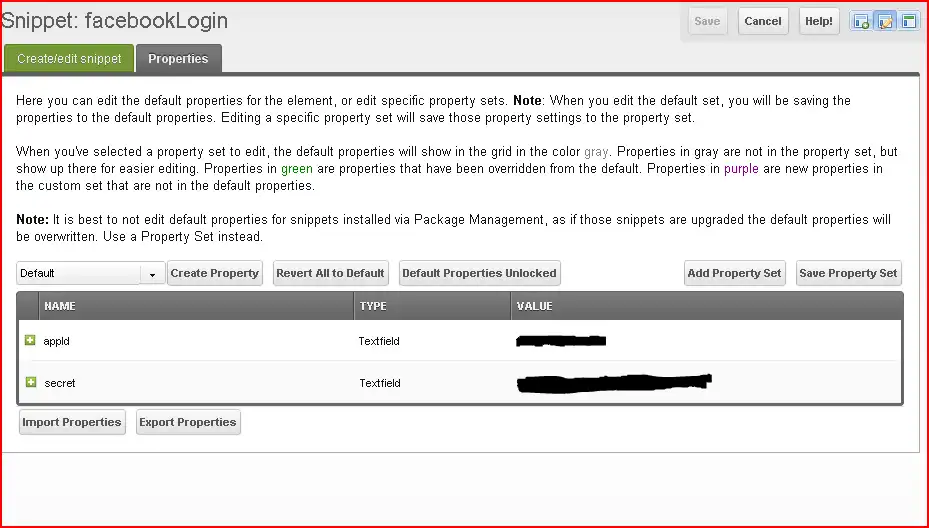 Snippet: facebookLogin
Save Cancel Help!
Create/edit snippet Properties
Here you can edit the default properties for the element, or edit specific property sets. Note: When you edit the default set, you will be saving the
properties to the default properties. Editing a specific property set will save those property settings to the property set.
When you've selected a property set to edit, the default properties will show in the grid in the color gray. Properties in gray are not in the property set, but
show up there for easier editing. Properties in green are properties that have been overridden from the default. Properties in purple are new properties in
the custom set that are not in the default properties.
Note: It is best to not edit default properties for snippets installed via Package Management, as if those snippets are upgraded the default properties will
be overwritten. Use a Property Set instead.
Default Create Property Revert All to Default Default Properties Unlocked Add Property Set Save Property Set
NAME TYPE VALUE
appId Textfield
secret Textfield
Import Properties Export Properties